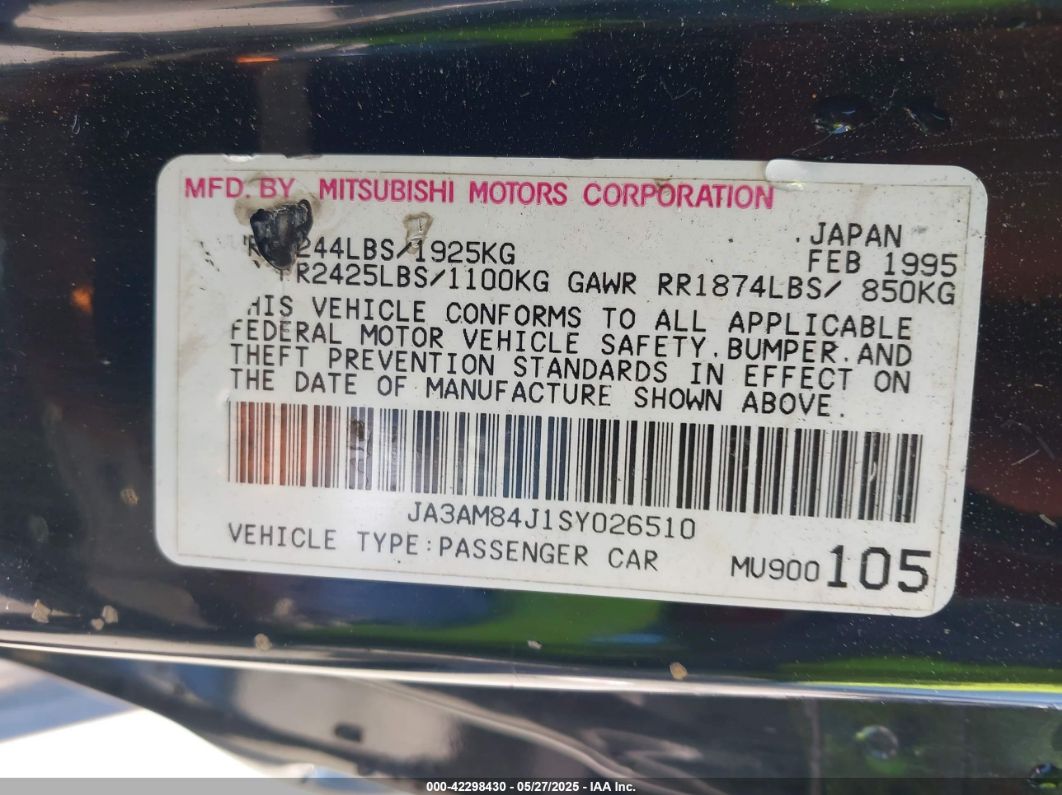 MFD. BY MITSUBISHI MOTORS CORPORATION
244LBS/1925KG
JAPAN
FEB 1995
R2425LBS/1100KG GAWR RR1874LBS/ 850KG
HIS VEHICLE CONFORMS TO ALL APPLICABLE
FEDERAL MOTOR VEHICLE SAFETY.BUMPER.AND
THEFT PREVENTION STANDARDS IN EFFECT ON
THE DATE OF MANUFACTURE SHOWN ABOVE.
JA3AM84J1SY026510
VEHICLE TYPE:PASSENGER CAR
MU900105
000-42298430 - 05/27/2025 - IAA Inc.